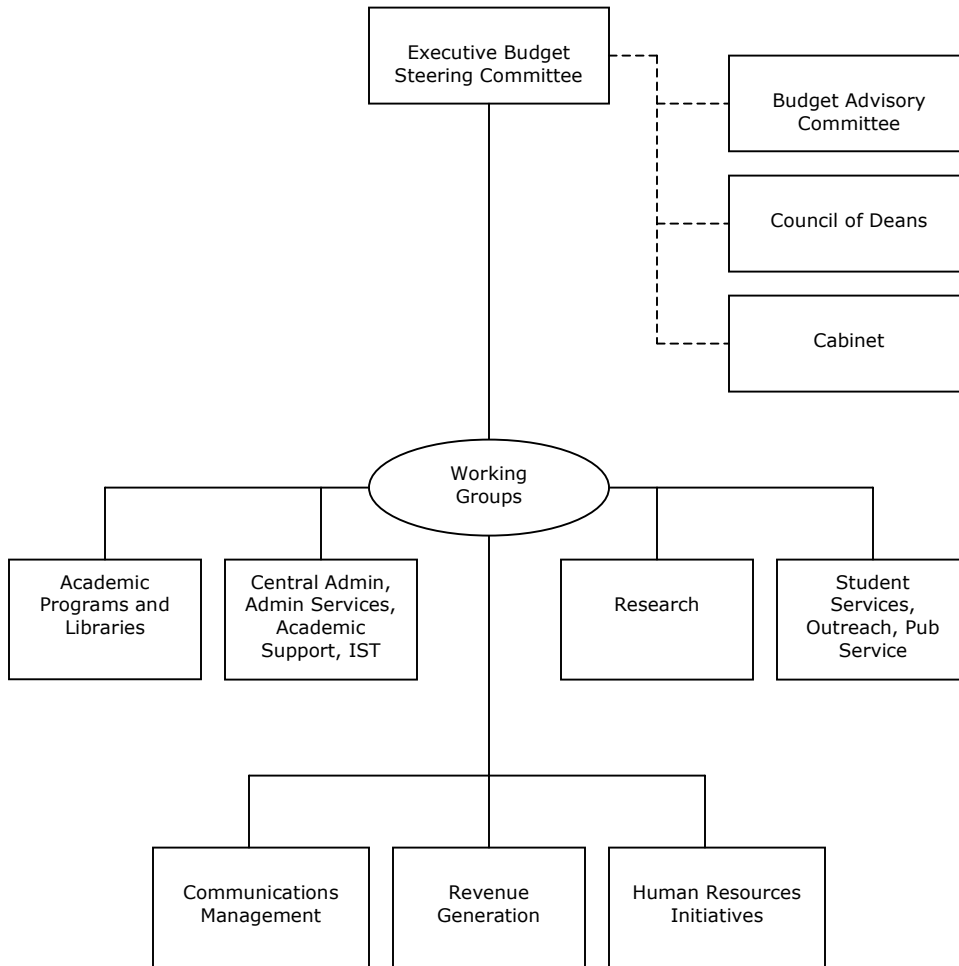 Executive Budget
Steering Committee
Budget Advisory
Committee
Council of Deans
Cabinet
Working
Groups
Academic
Programs and
Libraries
Central Admin,
Admin Services,
Academic
Support, IST
Research
Student
Services,
Outreach, Pub
Service
Communications
Management
Revenue
Generation
Human Resources
Initiatives